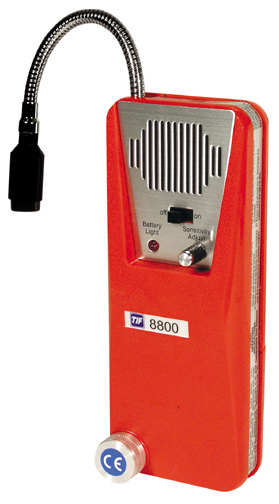 off on
Battery
Light
Sensitivity
Adjust
TIF 8800
CE